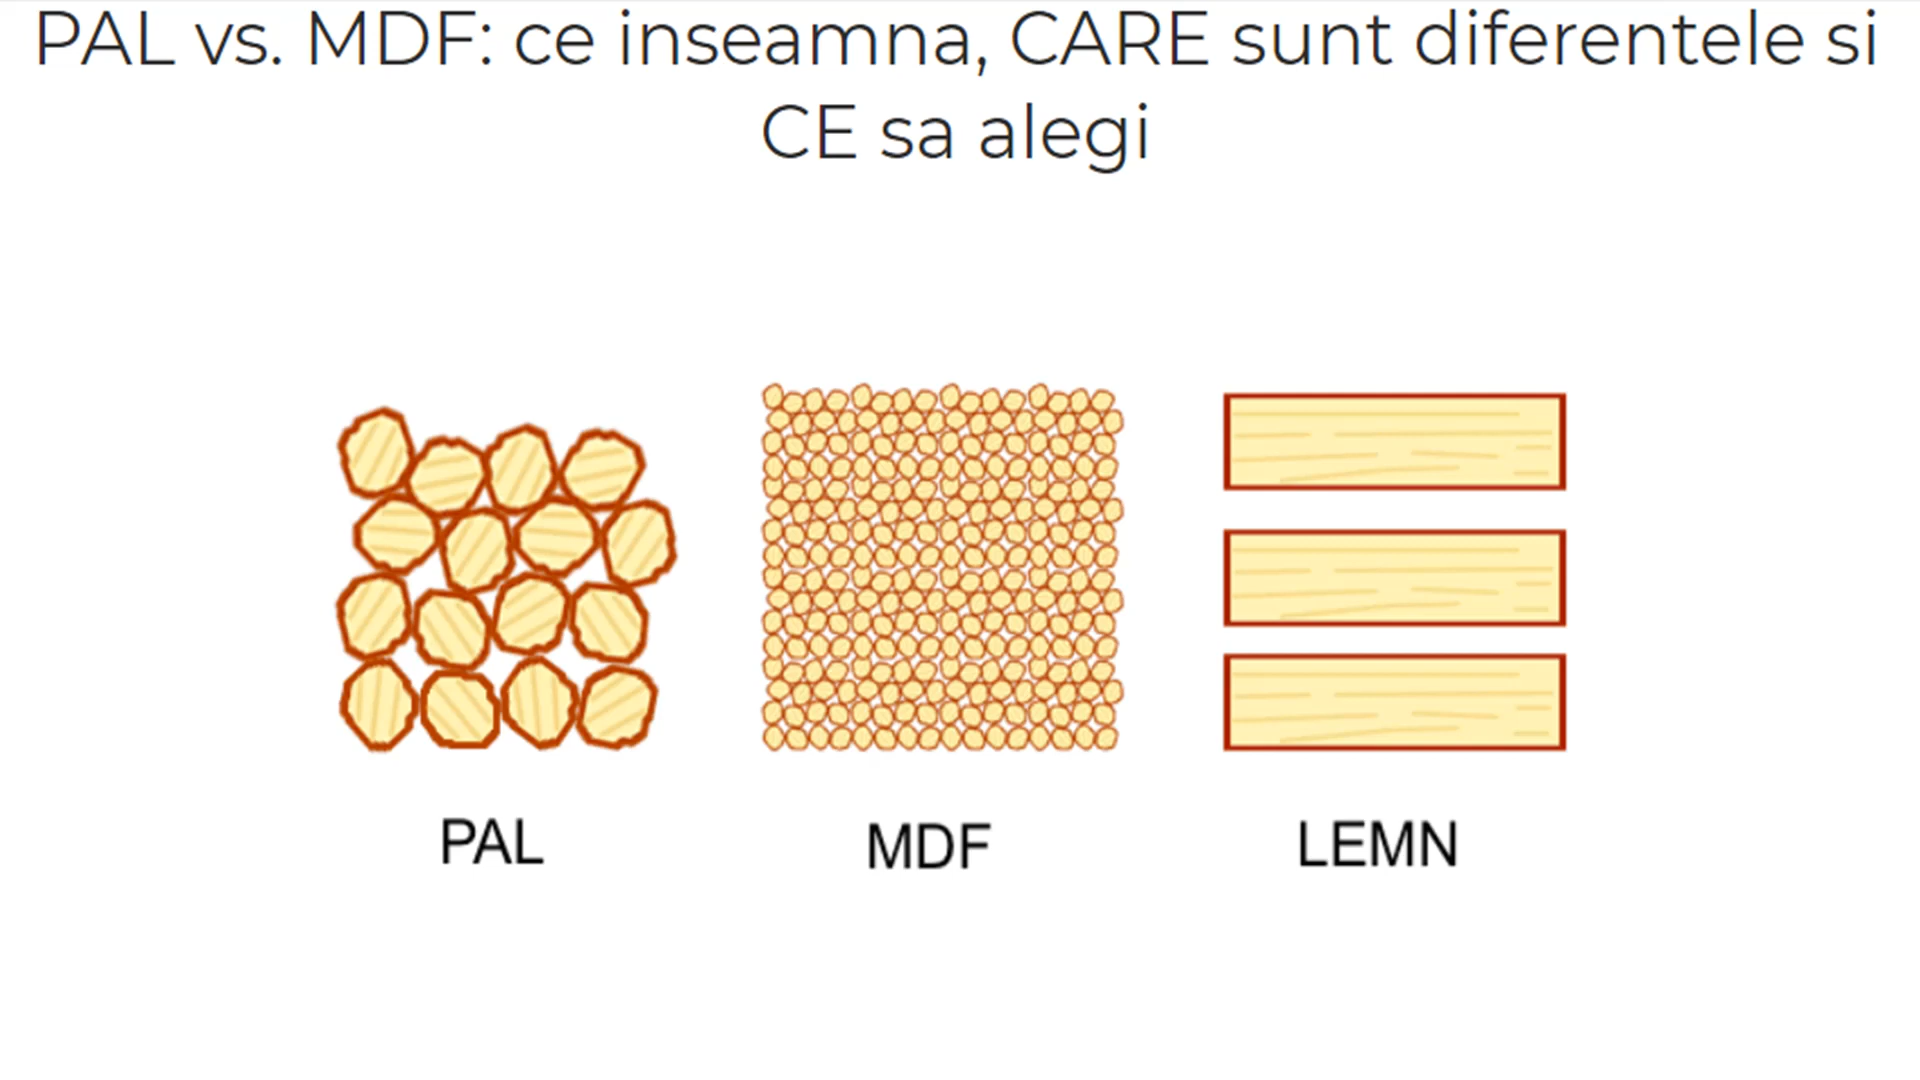 PAL vs. MDF: ce inseamna, CARE sunt diferentele si
CE sa alegi
PAL
MDF
LEMN